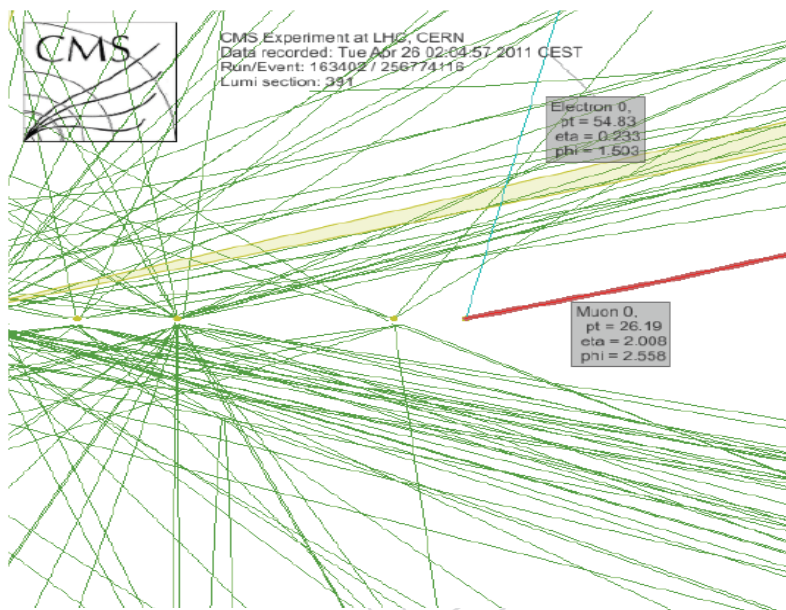 CMS
CMS Experiment at LHC, CERN
Data recorded: Tue Apr 26 02:04:57 2011 CEST
Run/Event: 163402 / 256774116
Lumi section: 391
Electron 0,
pt = 54.83
eta = 0.233
phi = 1.503
Muon 0,
pt = 26.19
eta = 2.008
phi = 2.558